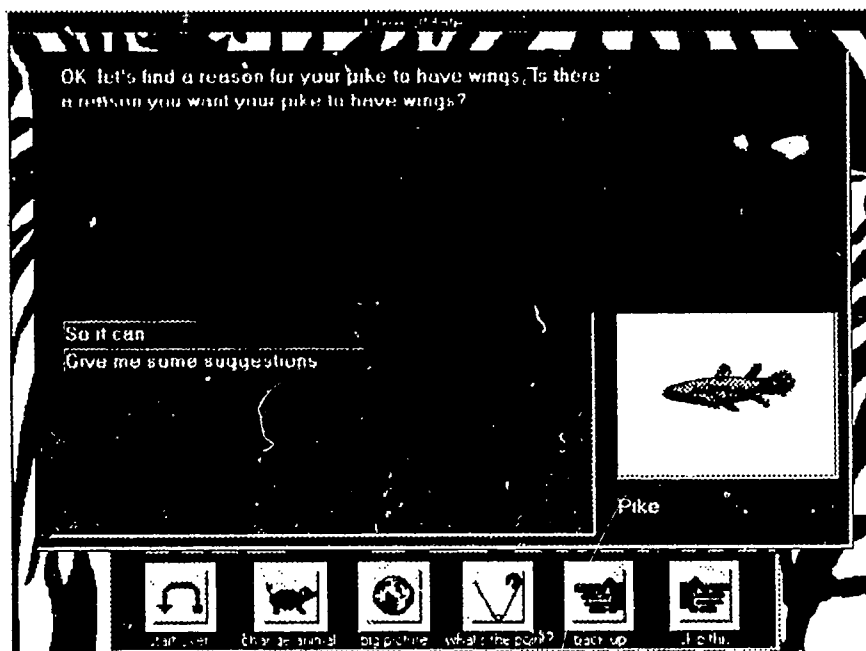 OK let's find a reason for your pike to have wings. Is there
a reason you want your pike to have wings?
So it can
Give me some suggestions
Pike
start over
change animal
big picture
what's the point?
back up
skip this